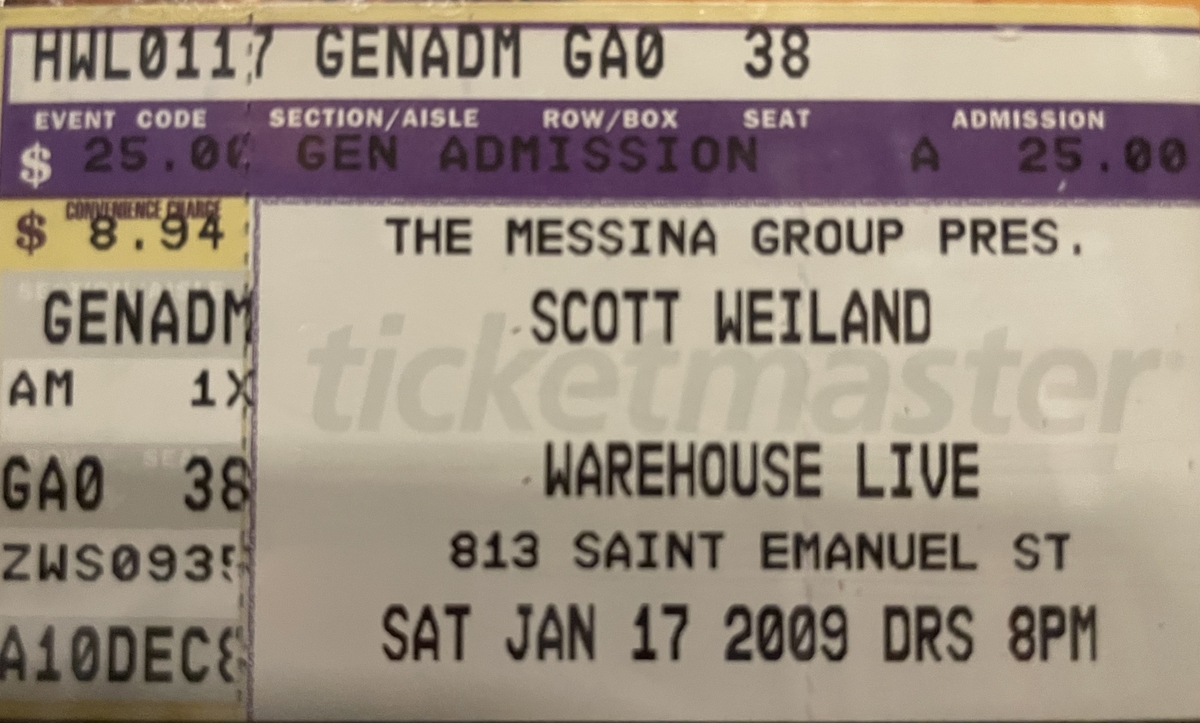 HWL0117 GENADM GA0 38
EVENT CODE SECTION/AISLE ROW/BOX SEAT ADMISSION
$ 25.00 GEN ADMISSION A 25.00
CONVENIENCE CHARGE
$ 8.94
THE MESSINA GROUP PRES.
GENADM
SCOTT WEILAND
ticketmaster
AM 1X
GA0 38
WAREHOUSE LIVE
ZWS0935
813 SAINT EMANUEL ST
A10DEC8
SAT JAN 17 2009 DRS 8PM